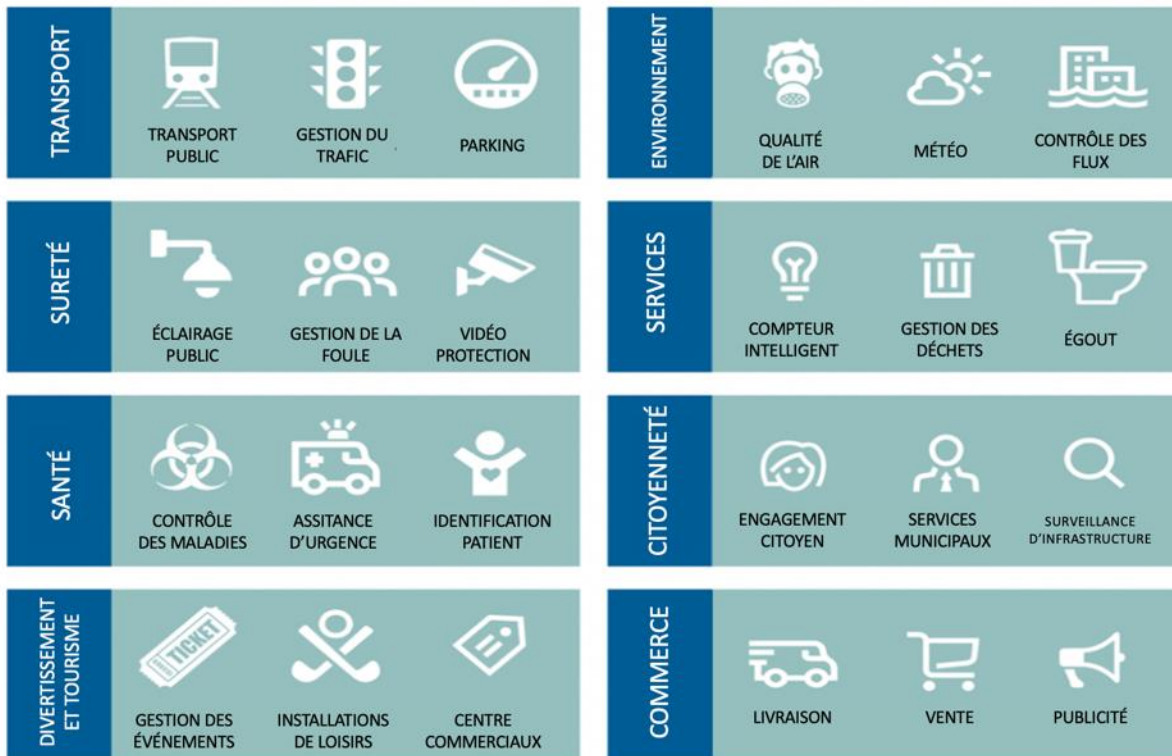 TRANSPORT
TRANSPORT
PUBLIC
GESTION DU
TRAFIC
PARKING
ENVIRONNEMENT
QUALITÉ
DE L'AIR
MÉTÉO
CONTRÔLE DES
FLUX
SURETÉ
ÉCLAIRAGE
PUBLIC
GESTION DE LA
FOULE
VIDÉO
PROTECTION
SERVICES
COMPTEUR
INTELLIGENT
GESTION DES
DÉCHETS
ÉGOUT
SANTÉ
CONTRÔLE
DES MALADIES
ASSITANCE
D'URGENCE
IDENTIFICATION
PATIENT
CITOYENNETÉ
ENGAGEMENT
CITOYEN
SERVICES
MUNICIPAUX
SURVEILLANCE
D'INFRASTRUCTURE
DIVERTISSEMENT
ET TOURISME
TICKET
GESTION DES
ÉVÉNEMENTS
INSTALLATIONS
DE LOISIRS
CENTRE
COMMERCIAUX
COMMERCE
LIVRAISON
VENTE
PUBLICITÉ